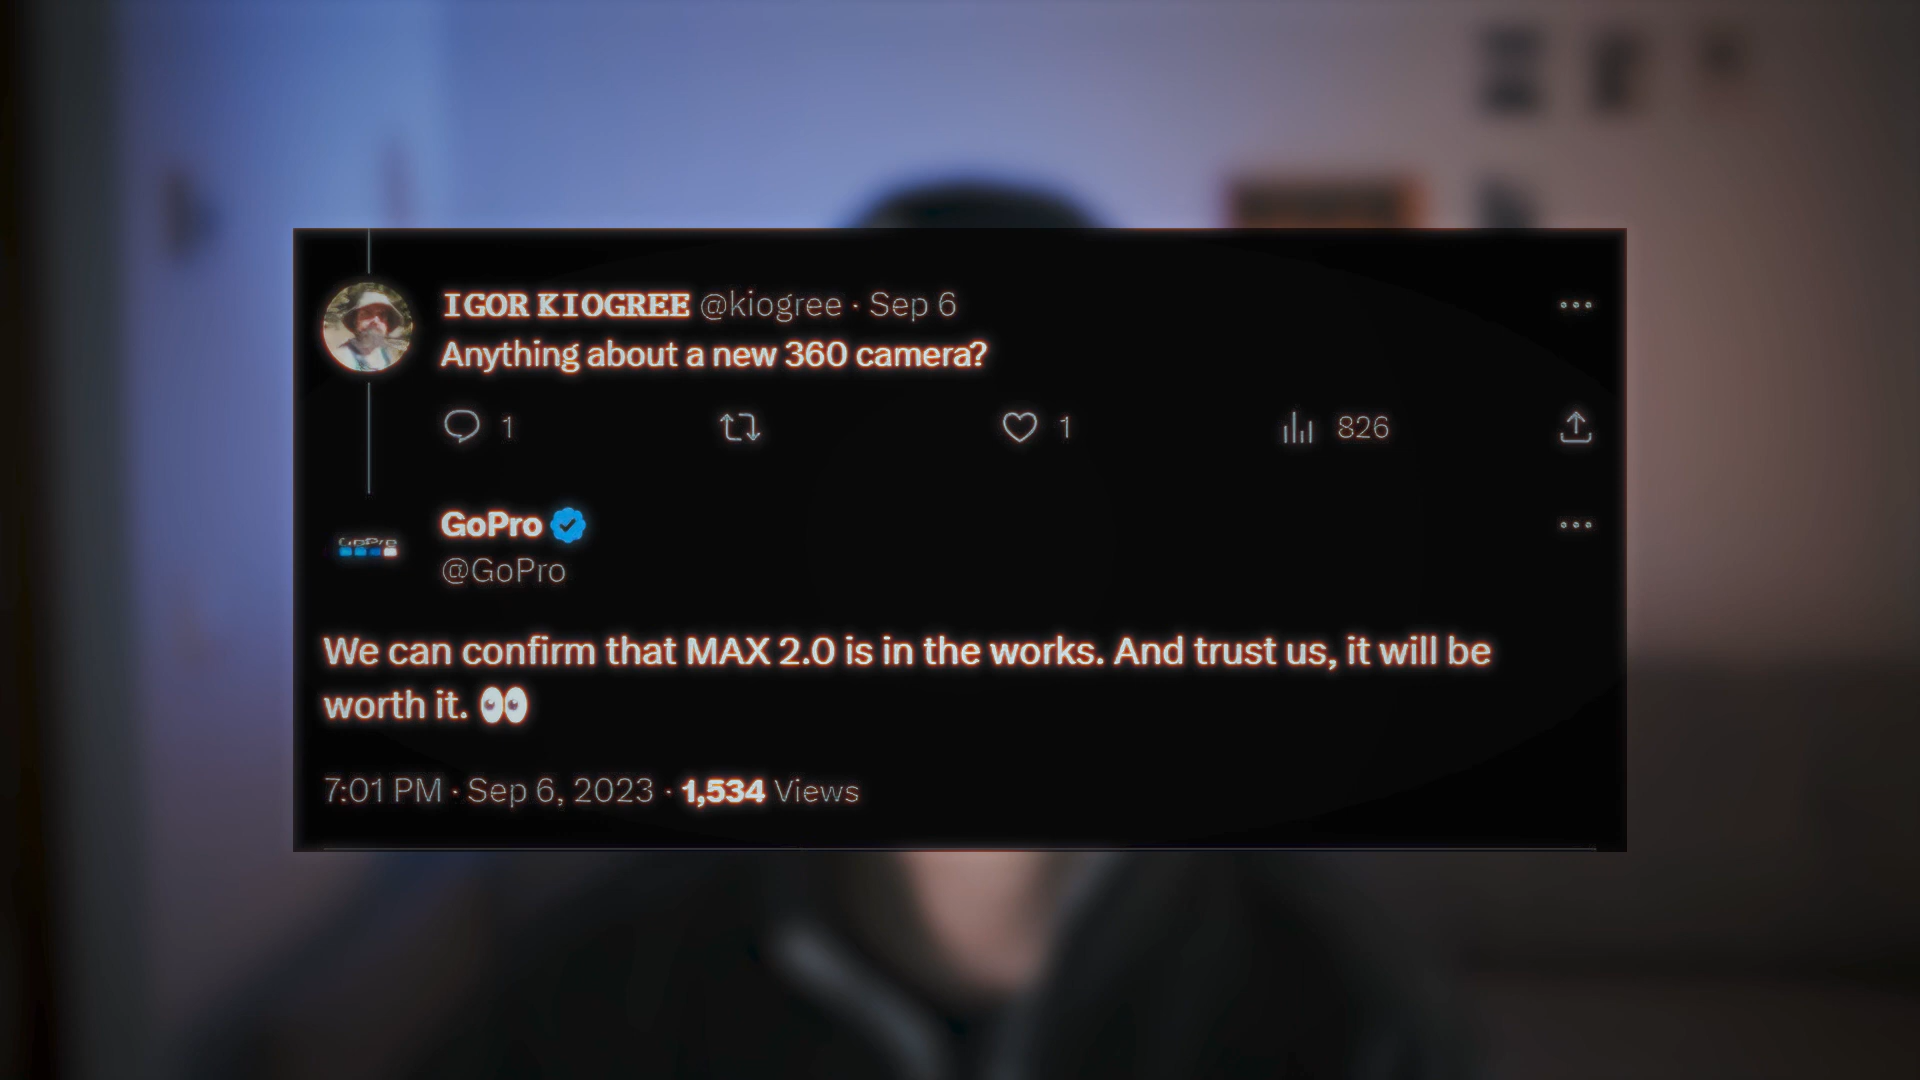 IGOR KIOGREE @kiogree · Sep 6
Anything about a new 360 camera?
1 1 826
GoPro
@GoPro
GoPro
We can confirm that MAX 2.0 is in the works. And trust us, it will be
worth it. 👀
7:01 PM · Sep 6, 2023 · 1,534 Views